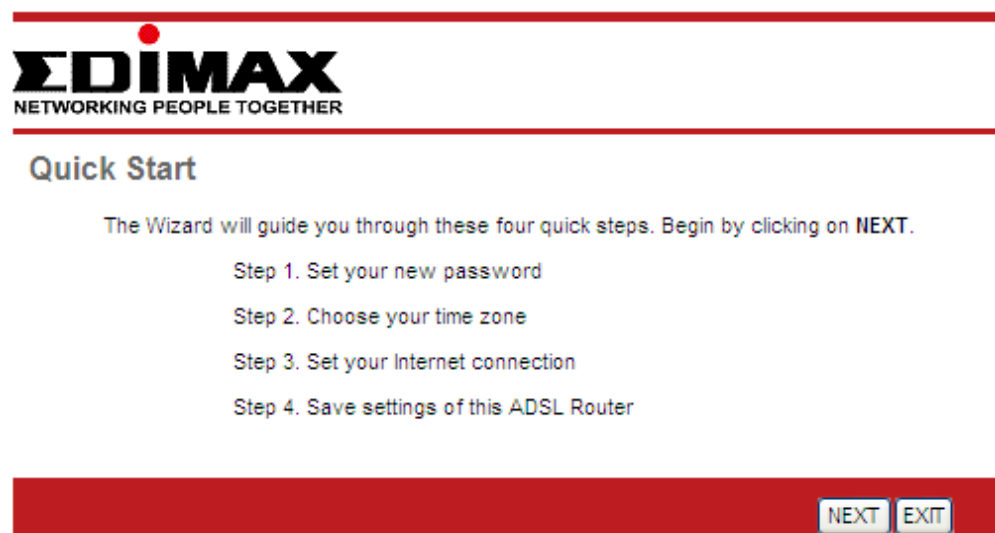 EDIMAX
NETWORKING PEOPLE TOGETHER
Quick Start
The Wizard will guide you through these four quick steps. Begin by clicking on NEXT.
Step 1. Set your new password
Step 2. Choose your time zone
Step 3. Set your Internet connection
Step 4. Save settings of this ADSL Router
NEXT EXIT